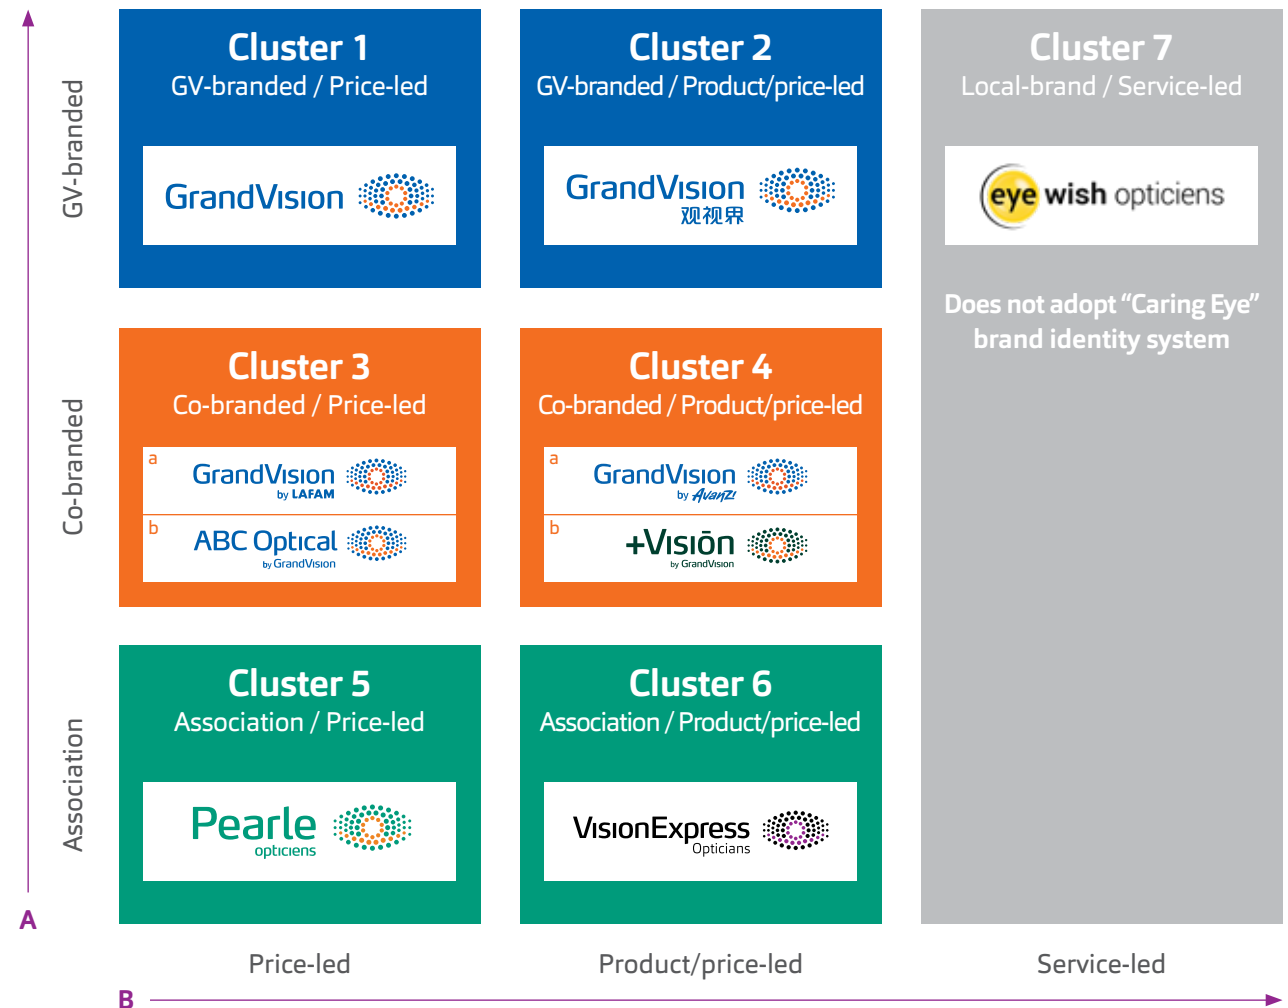 GV-branded
Cluster 1
GV-branded / Price-led
GrandVision
Cluster 2
GV-branded / Product/price-led
GrandVision
观视界
Cluster 7
Local-brand / Service-led
eye wish opticiens
Does not adopt “Caring Eye”
brand identity system
Co-branded
Cluster 3
Co-branded / Price-led
a
GrandVision
by LAFAM
b
ABC Optical
by GrandVision
Cluster 4
Co-branded / Product/price-led
a
GrandVision
by Avanz!
b
+Visiōn
by GrandVision
Association
Cluster 5
Association / Price-led
Pearle
opticiens
Cluster 6
Association / Product/price-led
VisionExpress
Opticians
A
Price-led
Product/price-led
Service-led
B